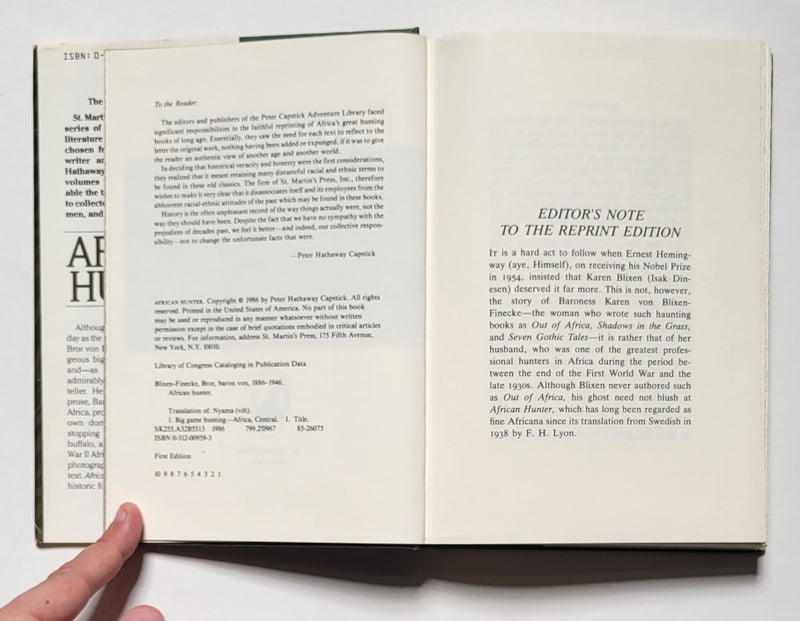 ISBN: 0-
The
St. Mart
series of
literature
chosen fr
writer an
Hathaway
volumes
able the t
to collect
men, and
AF
HU
Althoug
day as the
Bror von I
geous big
and—as
admirably
teller. He
prose, Bar
Africa, pro
own dom
stopping
buffalo, a
War II Afri
photograp
text. Africa
historic fi
To the Reader:
The editors and publishers of the Peter Capstick Adventure Library faced
significant responsibilities in the faithful reprinting of Africa's great hunting
books of long ago. Essentially, they saw the need for each text to reflect to the
letter the original work, nothing having been added or expunged, if it was to give
the reader an authentic view of another age and another world.
In deciding that historical veracity and honesty were the first considerations,
they realized that it meant retaining many distasteful racial and ethnic terms to
be found in these old classics. The firm of St. Martin's Press, Inc., therefore
wishes to make it very clear that it disassociates itself and its employees from the
abhorrent racial-ethnic attitudes of the past which may be found in these books.
History is the often unpleasant record of the way things actually were, not the
way they should have been. Despite the fact that we have no sympathy with the
prejudices of decades past, we feel it better—and indeed, our collective respon-
sibility—not to change the unfortunate facts that were.
—Peter Hathaway Capstick
AFRICAN HUNTER. Copyright © 1986 by Peter Hathaway Capstick. All rights
reserved. Printed in the United States of America. No part of this book
may be used or reproduced in any manner whatsoever without written
permission except in the case of brief quotations embodied in critical articles
or reviews. For information, address St. Martin's Press, 175 Fifth Avenue,
New York, N.Y. 10010.
Library of Congress Cataloging in Publication Data
Blixen-Finecke, Bror, baron von, 1886–1946.
African hunter.
Translation of: Nyama (vilt).
1. Big game hunting—Africa, Central. I. Title.
SK255.A32B5513 1986 799.2'0967 85-26075
ISBN 0-312-00959-3
First Edition
10 9 8 7 6 5 4 3 2 1
EDITOR'S NOTE
TO THE REPRINT EDITION
IT is a hard act to follow when Ernest Heming-
way (aye, Himself), on receiving his Nobel Prize
in 1954, insisted that Karen Blixen (Isak Din-
esen) deserved it far more. This is not, however,
the story of Baroness Karen von Blixen-
Finecke—the woman who wrote such haunting
books as Out of Africa, Shadows in the Grass,
and Seven Gothic Tales—it is rather that of her
husband, who was one of the greatest profes-
sional hunters in Africa during the period be-
tween the end of the First World War and the
late 1930s. Although Blixen never authored such
as Out of Africa, his ghost need not blush at
African Hunter, which has long been regarded as
fine Africana since its translation from Swedish in
1938 by F. H. Lyon.